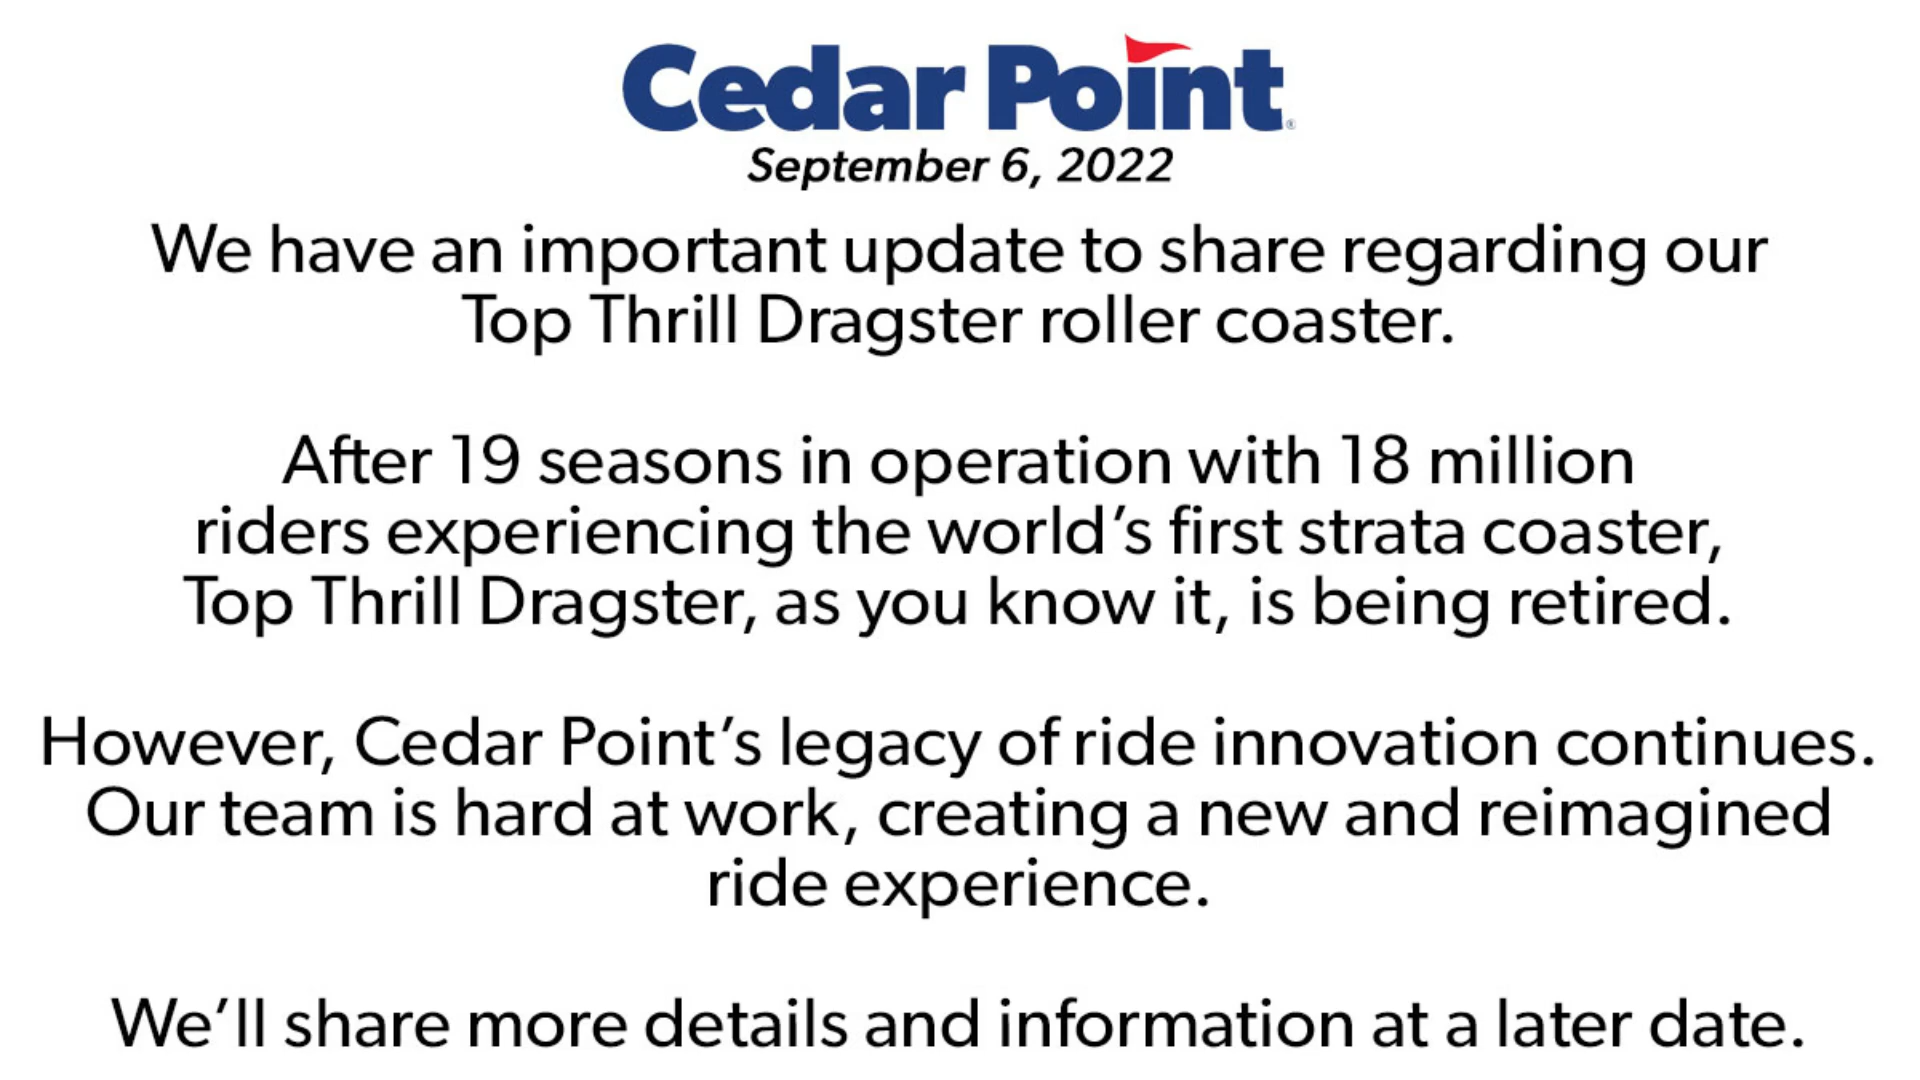 Cedar Point®
September 6, 2022
We have an important update to share regarding our
Top Thrill Dragster roller coaster.
After 19 seasons in operation with 18 million
riders experiencing the world’s first strata coaster,
Top Thrill Dragster, as you know it, is being retired.
However, Cedar Point’s legacy of ride innovation continues.
Our team is hard at work, creating a new and reimagined
ride experience.
We’ll share more details and information at a later date.